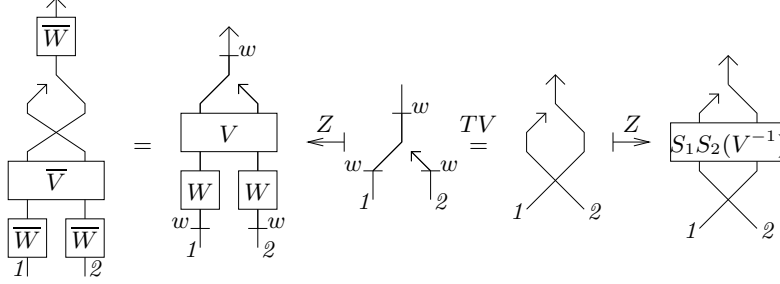 W̅ w
w
Z TV Z
V S₁S₂(V⁻¹)
= =
w w
V̅ W W 1 2
w w 1 2 1 2
W̅ W̅ 1 2
1 2